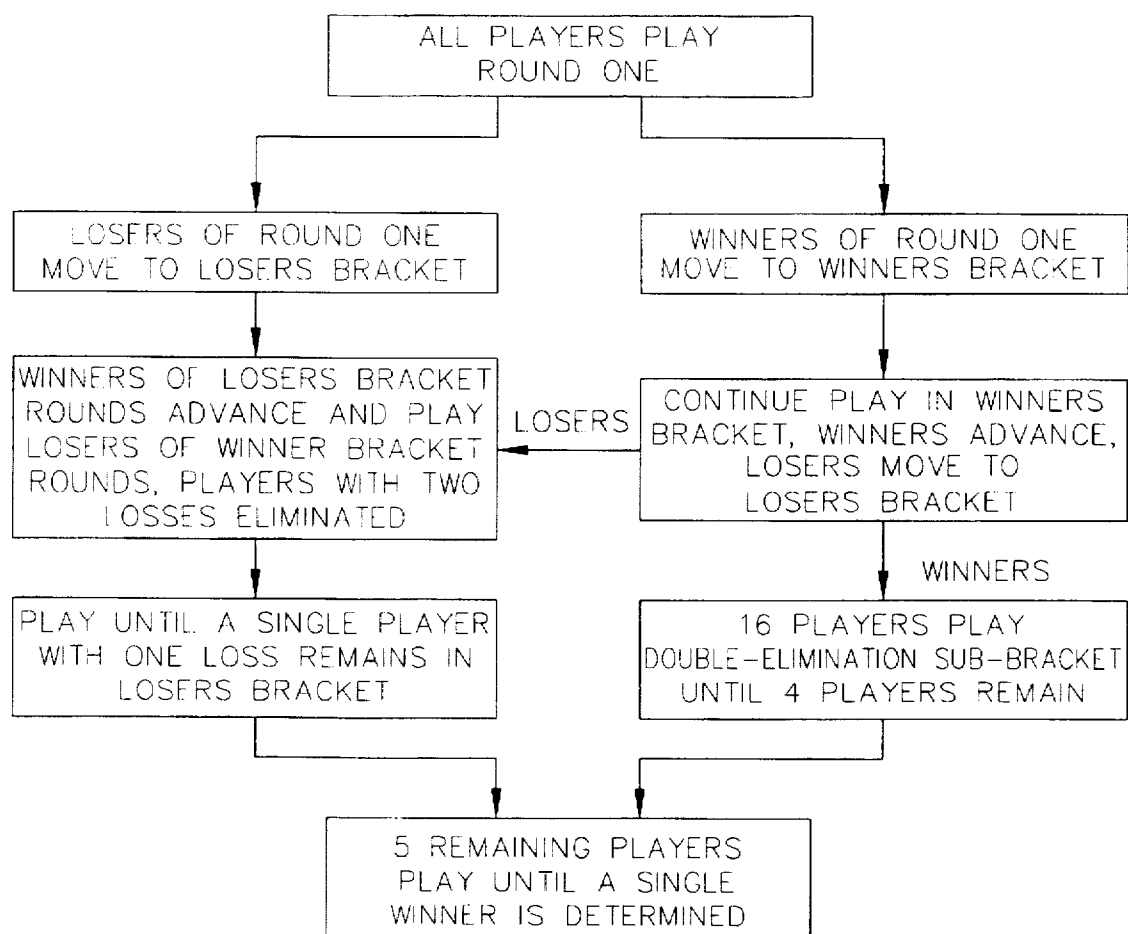 ALL PLAYERS PLAY
ROUND ONE
LOSERS OF ROUND ONE
MOVE TO LOSERS BRACKET
WINNERS OF ROUND ONE
MOVE TO WINNERS BRACKET
WINNERS OF LOSERS BRACKET
ROUNDS ADVANCE AND PLAY
LOSERS OF WINNER BRACKET
ROUNDS, PLAYERS WITH TWO
LOSSES ELIMINATED
LOSERS
CONTINUE PLAY IN WINNERS
BRACKET, WINNERS ADVANCE,
LOSERS MOVE TO
LOSERS BRACKET
WINNERS
PLAY UNTIL A SINGLE PLAYER
WITH ONE LOSS REMAINS IN
LOSERS BRACKET
16 PLAYERS PLAY
DOUBLE-ELIMINATION SUB-BRACKET
UNTIL 4 PLAYERS REMAIN
5 REMAINING PLAYERS
PLAY UNTIL A SINGLE
WINNER IS DETERMINED